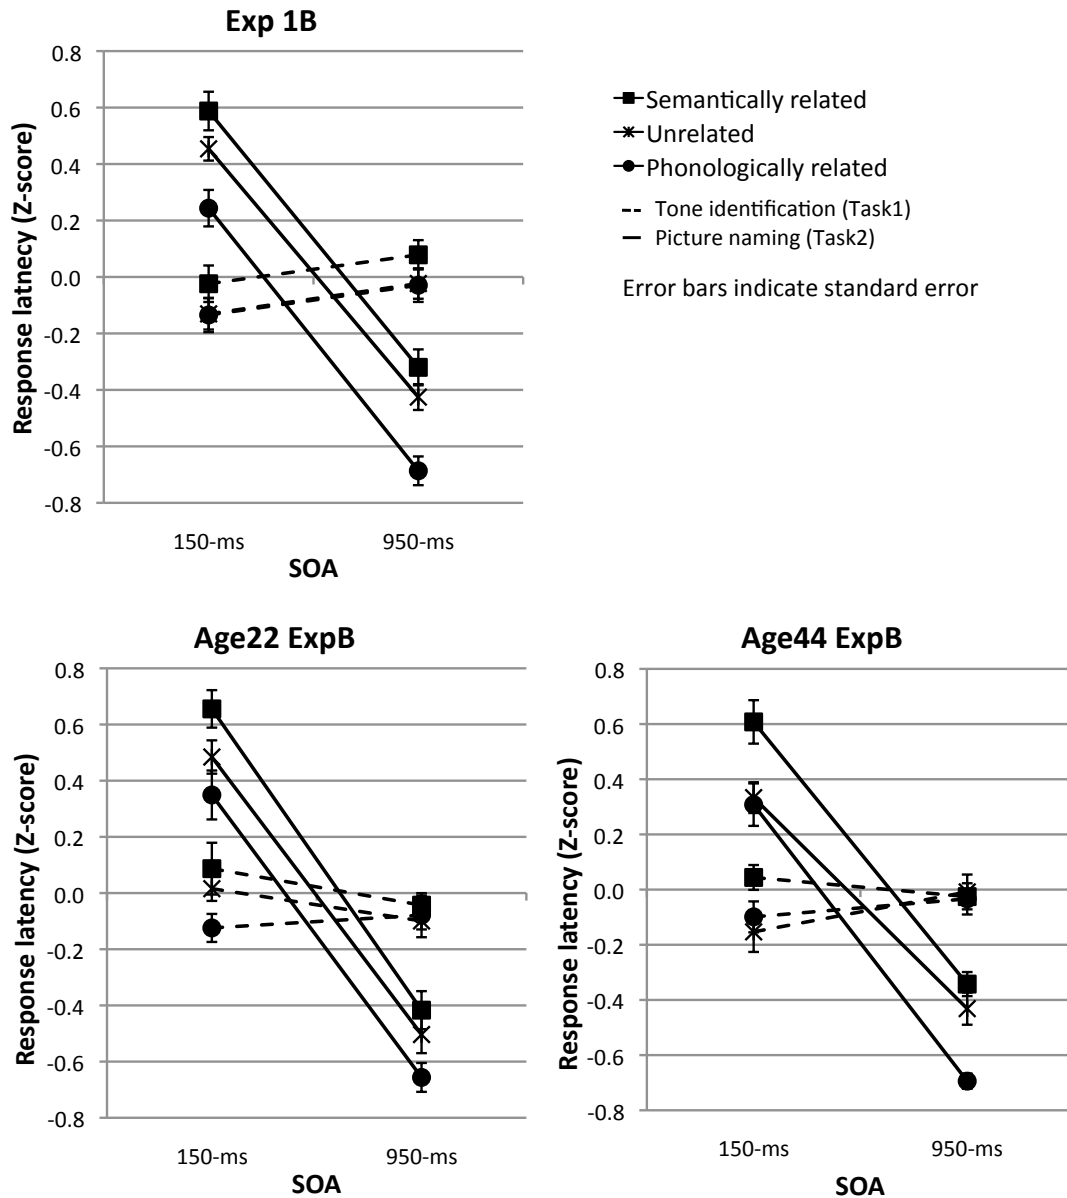 Exp 1B
Response latnecy (Z-score)
0.8
0.6
0.4
0.2
0.0
-0.2
-0.4
-0.6
-0.8
150-ms
950-ms
SOA
Semantically related
Unrelated
Phonologically related
Tone identification (Task1)
Picture naming (Task2)
Error bars indicate standard error
Age22 ExpB
Response latency (Z-score)
0.8
0.6
0.4
0.2
0.0
-0.2
-0.4
-0.6
-0.8
150-ms
950-ms
SOA
Age44 ExpB
Response latency (Z-score)
0.8
0.6
0.4
0.2
0.0
-0.2
-0.4
-0.6
-0.8
150-ms
950-ms
SOA